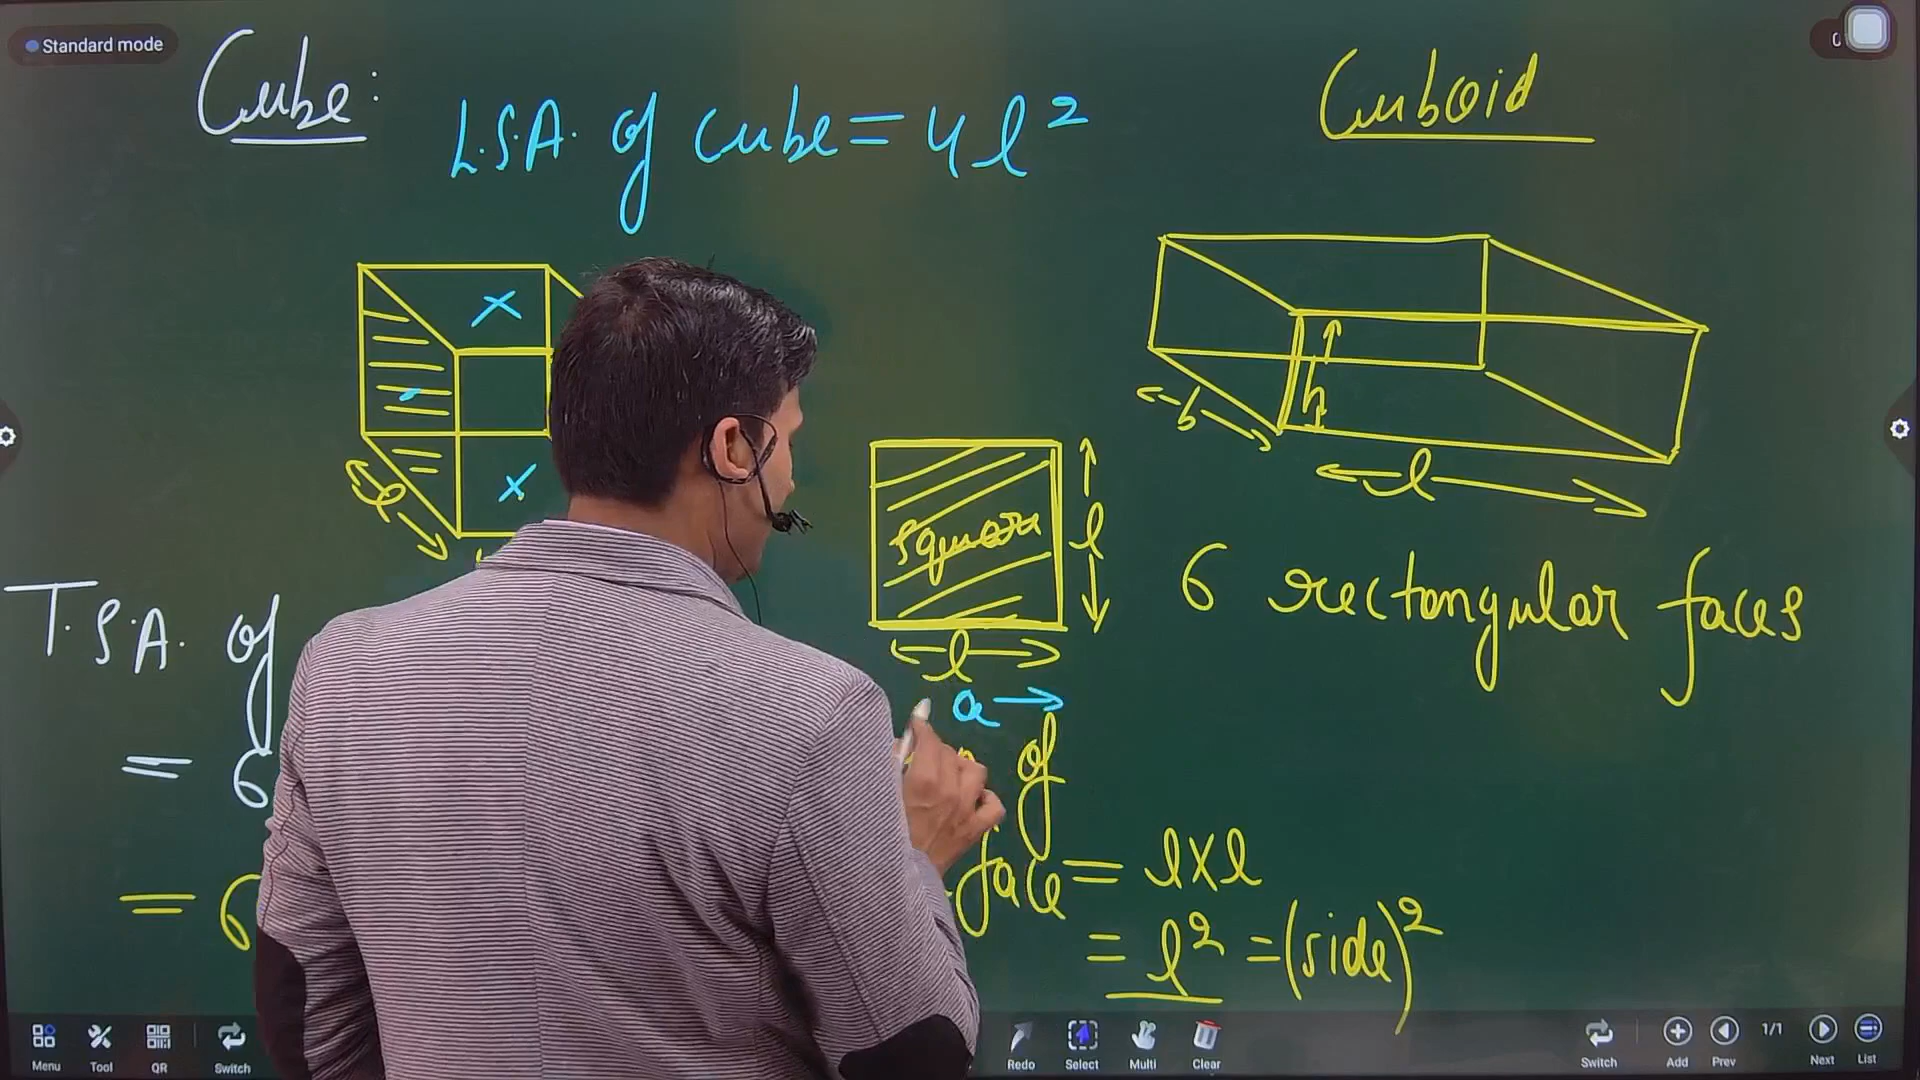 Standard mode
Cube:
L.S.A. of cube = 4l²
Cuboid
b
h
l
l
square
l
l
a →
6 rectangular faces
T.S.A. of
= 6
= 6
of
face = l×l
= l² = (side)²
Menu
Tool
QR
Switch
Redo
Select
Multi
Clear
Switch
Add
Prev
1/1
Next
List